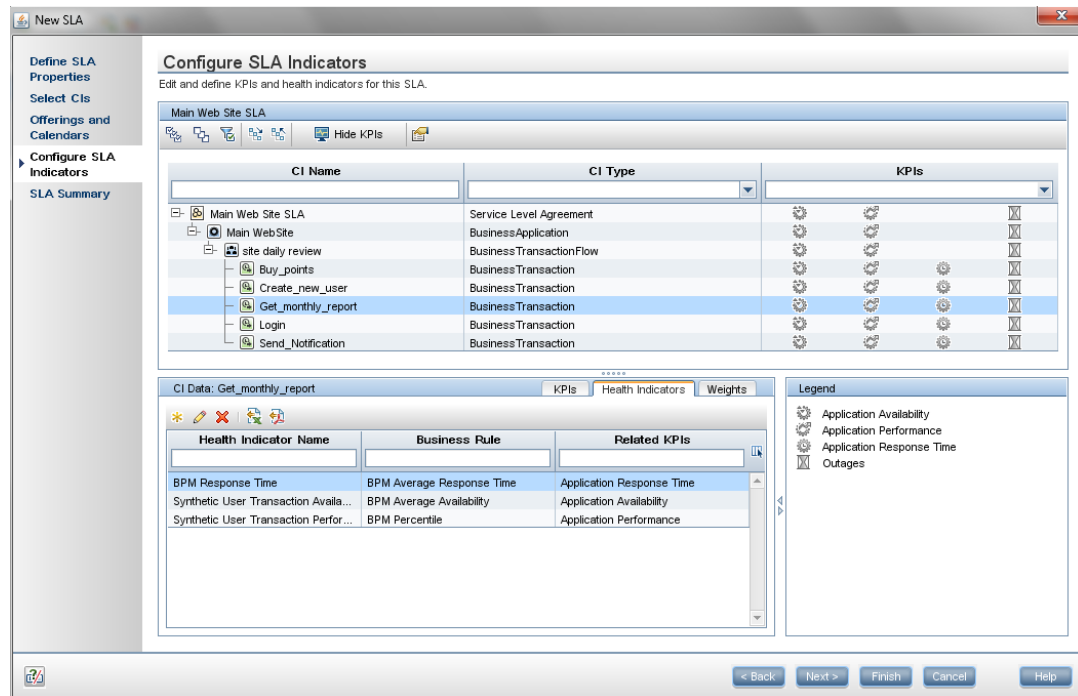 New SLA
Define SLA
Properties
Select CIs
Offerings and
Calendars
Configure SLA
Indicators
SLA Summary
Configure SLA Indicators
Edit and define KPIs and health indicators for this SLA.
Main Web Site SLA
Hide KPIs
CI Name CI Type KPIs
Main Web Site SLA Service Level Agreement
Main WebSite BusinessApplication
site daily review BusinessTransactionFlow
Buy_points BusinessTransaction
Create_new_user BusinessTransaction
Get_monthly_report BusinessTransaction
Login BusinessTransaction
Send_Notification BusinessTransaction
CI Data: Get_monthly_report KPIs Health Indicators Weights
Health Indicator Name Business Rule Related KPIs
BPM Response Time BPM Average Response Time Application Response Time
Synthetic User Transaction Availa... BPM Average Availability Application Availability
Synthetic User Transaction Perfor... BPM Percentile Application Performance
Legend
Application Availability
Application Performance
Application Response Time
Outages
< Back Next > Finish Cancel Help